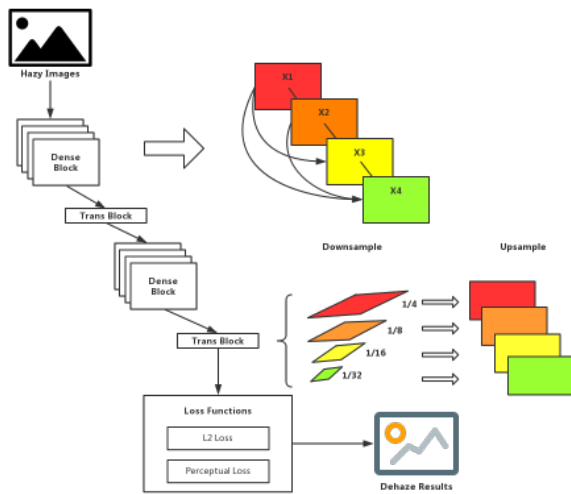 Hazy Images
Dense
Block
Trans Block
Dense
Block
Trans Block
X1
X2
X3
X4
Downsample
Upsample
1/4
1/8
1/16
1/32
Loss Functions
L2 Loss
Perceptual Loss
Dehaze Results